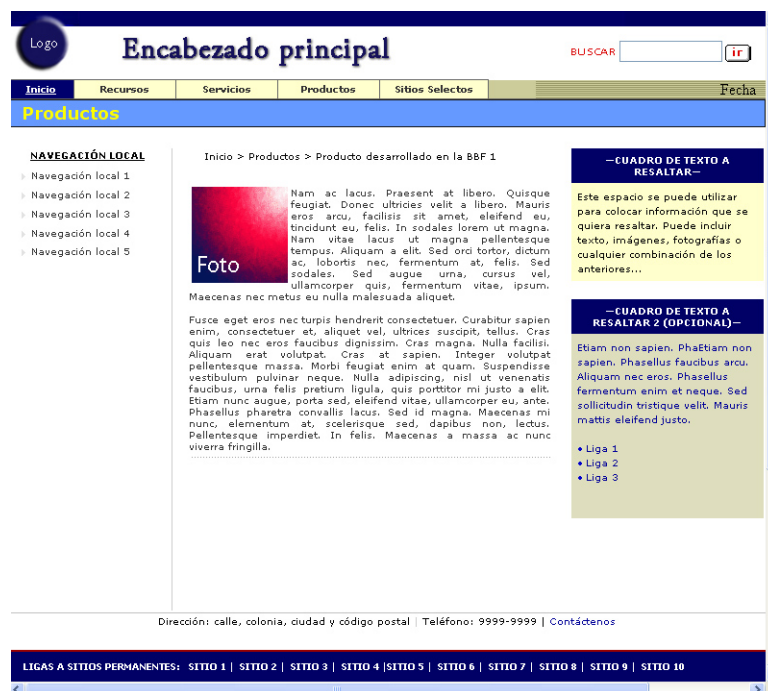 Logo
Encabezado principal
BUSCAR ir
Inicio Recursos Servicios Productos Sitios Selectos Fecha
Productos
NAVEGACIÓN LOCAL
Navegación local 1
Navegación local 2
Navegación local 3
Navegación local 4
Navegación local 5
Inicio > Productos > Producto desarrollado en la BBF 1
Foto
Nam ac lacus. Praesent at libero. Quisque
feugiat. Donec ultricies velit a libero. Mauris
eros arcu, facilisis sit amet, eleifend eu,
tincidunt eu, felis. In sodales lorem ut magna.
Nam vitae lacus ut magna pellentesque
tempus. Aliquam a elit. Sed orci tortor, dictum
ac, lobortis nec, fermentum at, felis. Sed
sodales. Sed augue urna, cursus vel,
ullamcorper quis, fermentum vitae, ipsum.
Maecenas nec metus eu nulla malesuada aliquet.
Fusce eget eros nec turpis hendrerit consectetuer. Curabitur sapien
enim, consectetuer et, aliquet vel, ultrices suscipit, tellus. Cras
quis leo nec eros faucibus dignissim. Cras magna. Nulla facilisi.
Aliquam erat volutpat. Cras at sapien. Integer volutpat
pellentesque massa. Morbi feugiat enim at quam. Suspendisse
vestibulum pulvinar neque. Nulla adipiscing, nisl ut venenatis
faucibus, urna felis pretium ligula, quis porttitor mi justo a elit.
Etiam nunc augue, porta sed, eleifend vitae, ullamcorper eu, ante.
Phasellus pharetra convallis lacus. Sed id magna. Maecenas mi
nunc, elementum at, scelerisque sed, dapibus non, lectus.
Pellentesque imperdiet. In felis. Maecenas a massa ac nunc
viverra fringilla.
—CUADRO DE TEXTO A
RESALTAR—
Este espacio se puede utilizar
para colocar información que se
quiera resaltar. Puede incluir
texto, imágenes, fotografías o
cualquier combinación de los
anteriores...
—CUADRO DE TEXTO A
RESALTAR 2 (OPCIONAL)—
Etiam non sapien. PhaEtiam non
sapien. Phasellus faucibus arcu.
Aliquam nec eros. Phasellus
fermentum enim et neque. Sed
sollicitudin tristique velit. Mauris
mattis eleifend justo.
• Liga 1
• Liga 2
• Liga 3
Dirección: calle, colonia, ciudad y código postal | Teléfono: 9999-9999 | Contáctenos
LIGAS A SITIOS PERMANENTES: SITIO 1 | SITIO 2 | SITIO 3 | SITIO 4 |SITIO 5 | SITIO 6 | SITIO 7 | SITIO 8 | SITIO 9 | SITIO 10